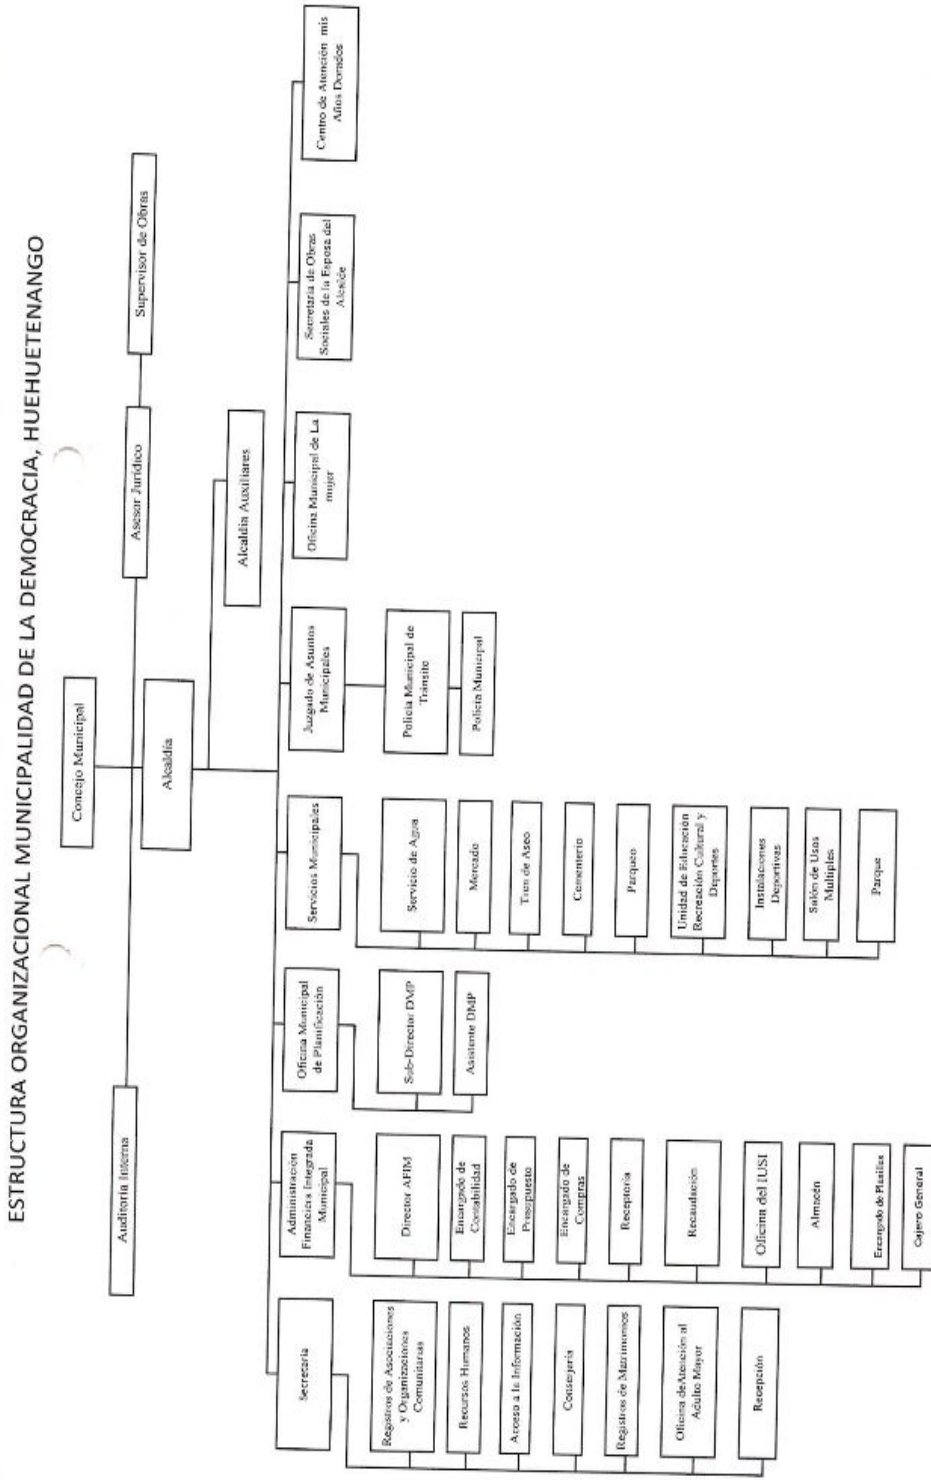 ESTRUCTURA ORGANIZACIONAL MUNICIPALIDAD DE LA DEMOCRACIA, HUEHUETENANGO
Concejo Municipal
Auditoria Interna
Asesor Jurídico
Supervisor de Obras
Alcaldía
Alcaldía Auxiliares
Secretaria
Administración
Financiera Integrada
Municipal
Oficina Municipal
de Planificación
Servicios Municipales
Juzgado de Asuntos
Municipales
Oficina Municipal de La
mujer
Secretaria de Obras
Sociales de la Esposa del
Alcalde
Centro de Atención mis
Años Dorados
Registros de Asociaciones
y Organizaciones
Comunitarias
Recursos Humanos
Acceso a la Información
Conserjería
Registros de Matrimonios
Oficina deAtención al
Adulto Mayor
Recepción
Director AFIM
Encargado de
Contabilidad
Encargado de
Presupuesto
Encargado de
Compras
Receptoría
Recaudación
Oficina del IUSI
Almacén
Encargado de Planillas
Cajero General
Sub-Director DMP
Asistente DMP
Servicio de Agua
Mercado
Tren de Aseo
Cementerio
Parqueo
Unidad de Educación
Recreación Cultural y
Deportes
Instalaciones
Deportivas
Salón de Usos
Multiples
Parque
Policía Municipal de
Tránsito
Policía Municipal